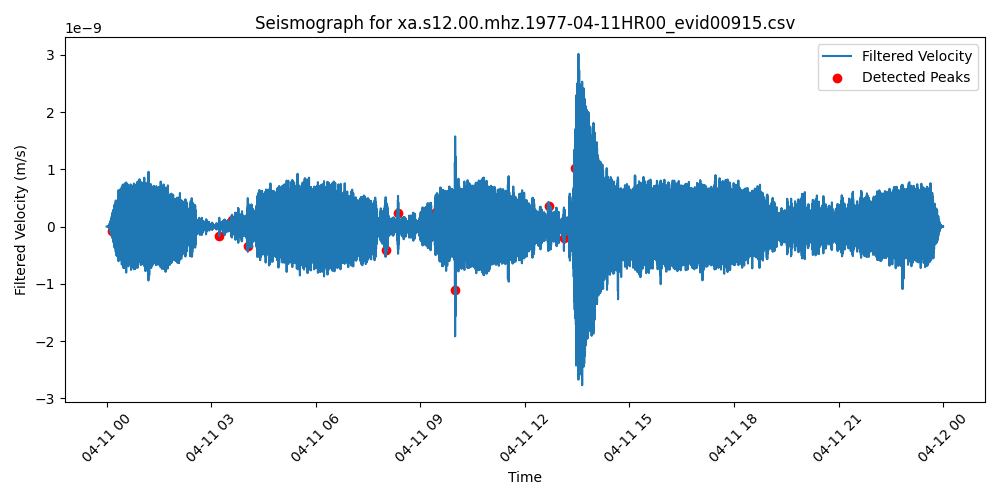 Seismograph for xa.s12.00.mhz.1977-04-11HR00_evid00915.csv
1e−9
Filtered Velocity
Detected Peaks
3
2
1
0
−1
−2
−3
Filtered Velocity (m/s)
04-11 00
04-11 03
04-11 06
04-11 09
04-11 12
04-11 15
04-11 18
04-11 21
04-12 00
Time